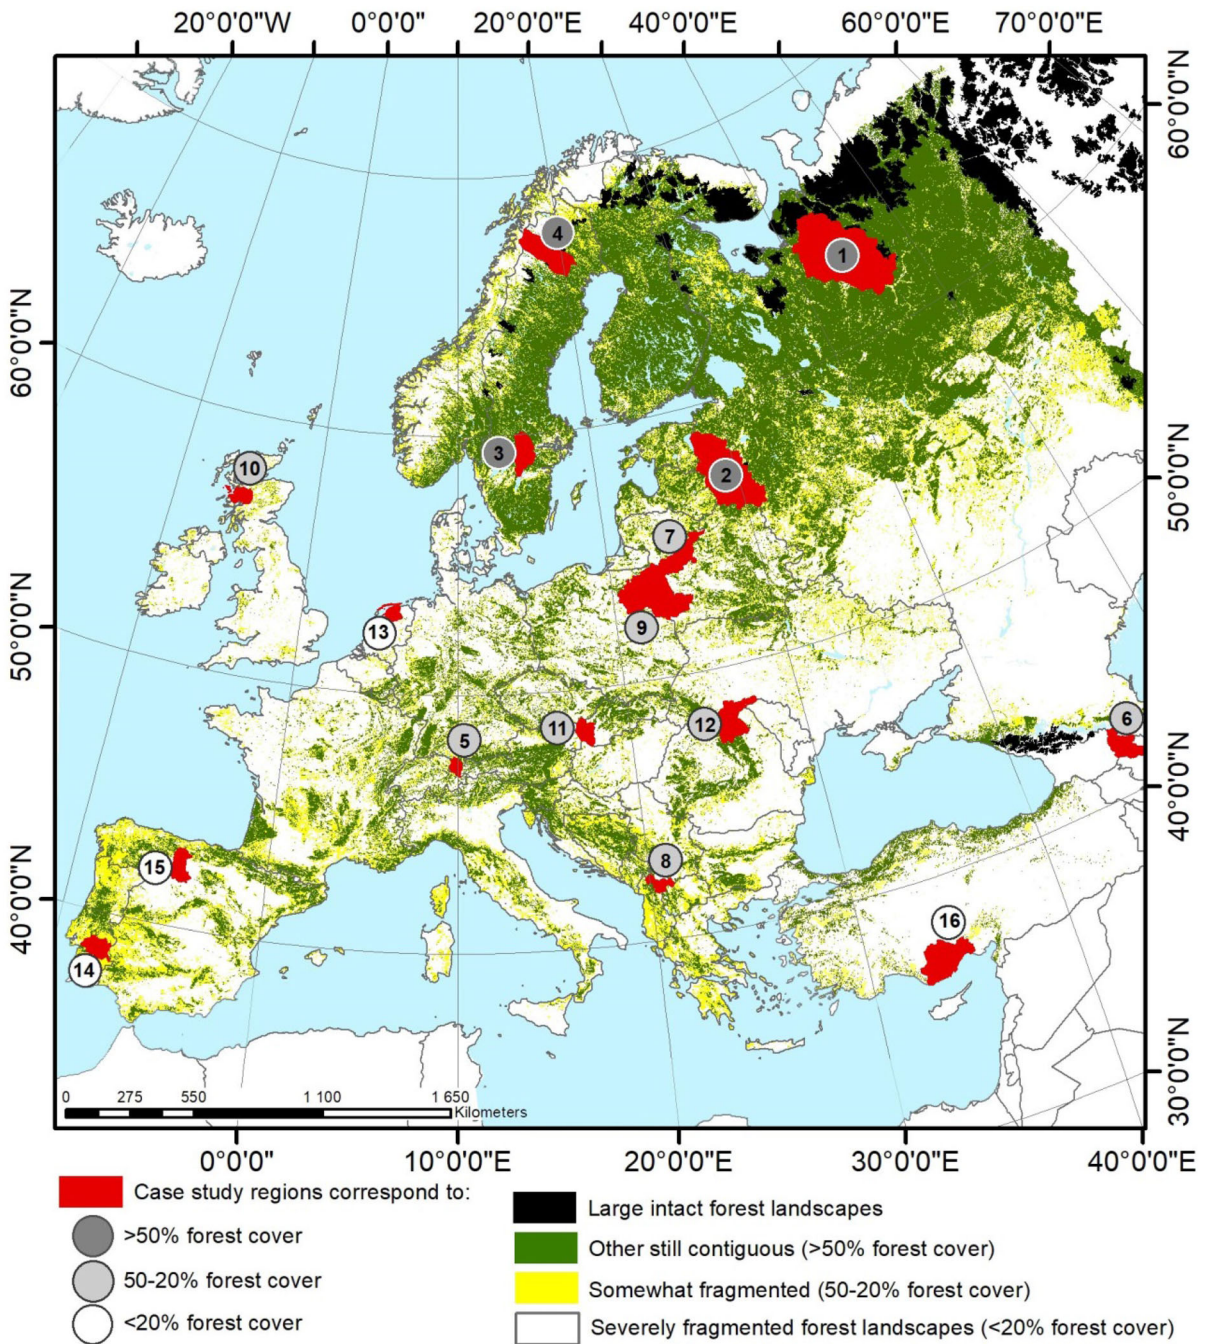 20°0'0"W 0°0'0" 20°0'0"E 40°0'0"E 60°0'0"E 70°0'0"E
60°0'0"N
4
1
60°0'0"N
3
10
2
50°0'0"N
7
50°0'0"N
13
9
6
12
11
5
40°0'0"N
8
15
40°0'0"N
16
14
30°0'0"N
0 275 550 1 100 1 650
Kilometers
0°0'0" 10°0'0"E 20°0'0"E 30°0'0"E 40°0'0"E
Case study regions correspond to:
>50% forest cover
50-20% forest cover
<20% forest cover
Large intact forest landscapes
Other still contiguous (>50% forest cover)
Somewhat fragmented (50-20% forest cover)
Severely fragmented forest landscapes (<20% forest cover)